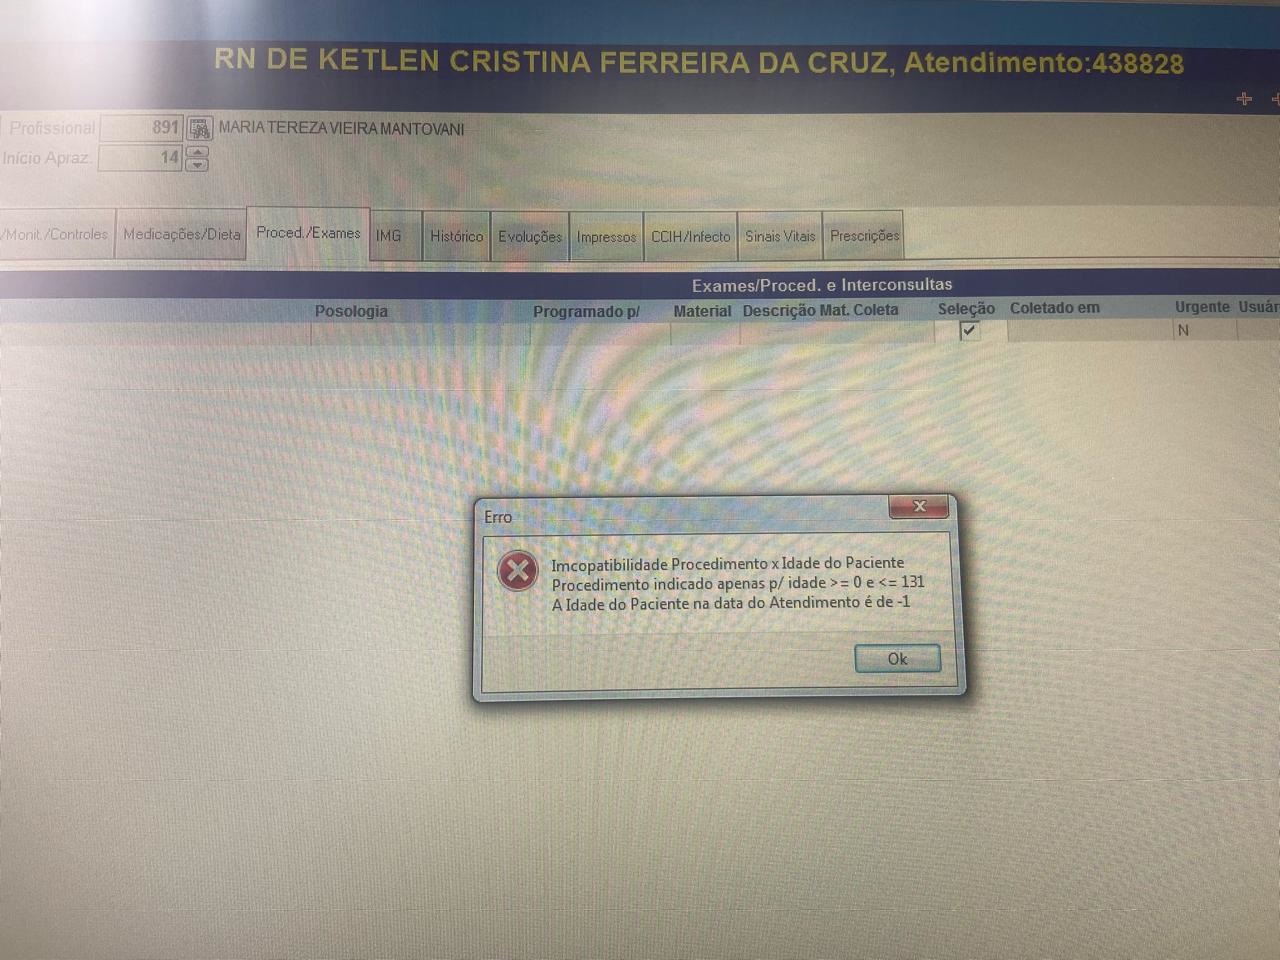 RN DE KETLEN CRISTINA FERREIRA DA CRUZ, Atendimento:438828
Profissional 891 MARIA TEREZA VIEIRA MANTOVANI
Início Apraz. 14
/Monit./Controles Medicações/Dieta Proced./Exames IMG Histórico Evoluções Impressos CCIH/Infecto Sinais Vitais Prescrições
Exames/Proced. e Interconsultas
Posologia Programado p/ Material Descrição Mat. Coleta Seleção Coletado em Urgente Usuár
N
Erro
Imcopatibilidade Procedimento x Idade do Paciente
Procedimento indicado apenas p/ idade >= 0 e <= 131
A Idade do Paciente na data do Atendimento é de -1
Ok